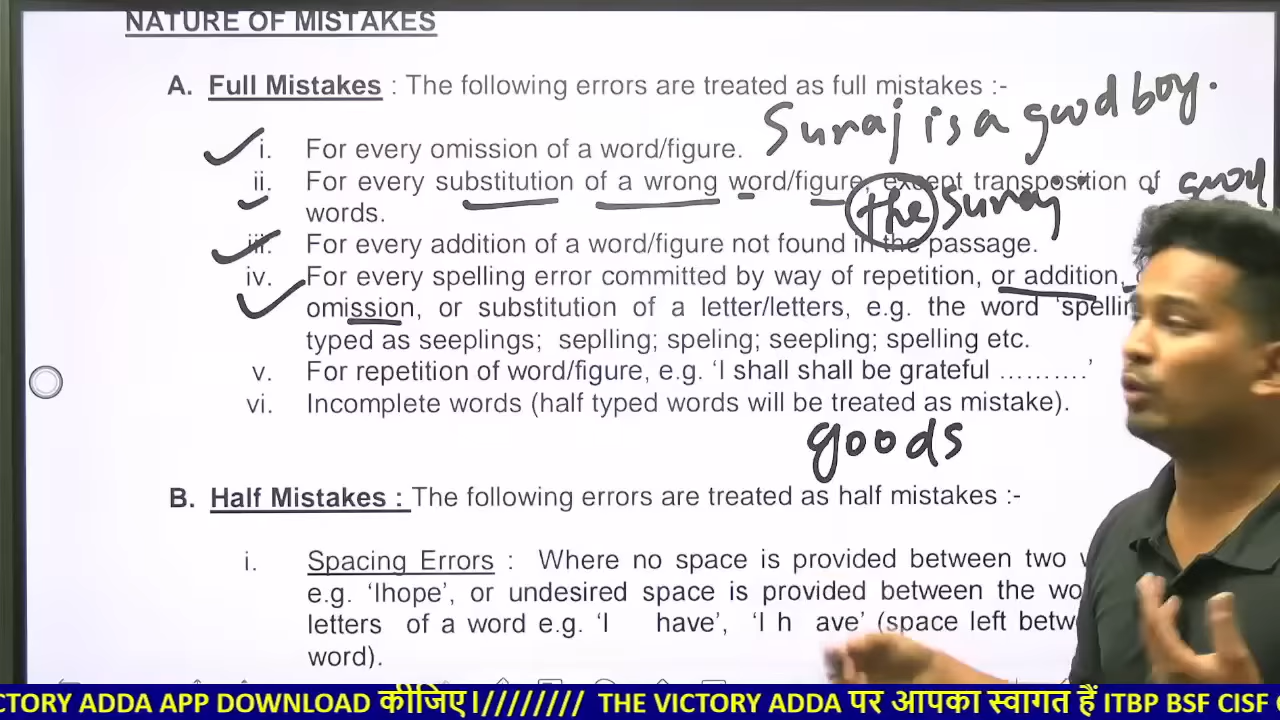 NATURE OF MISTAKES
A. Full Mistakes : The following errors are treated as full mistakes :-
Suraj is a good boy.
i. For every omission of a word/figure.
ii. For every substitution of a wrong word/figure, except transposition of
words.
the Suraj good
iii. For every addition of a word/figure not found in the passage.
iv. For every spelling error committed by way of repetition, or addition,
omission, or substitution of a letter/letters, e.g. the word ‘spellin
typed as seeplings; seplling; speling; seepling; spelling etc.
v. For repetition of word/figure, e.g. ‘I shall shall be grateful ……….’
vi. Incomplete words (half typed words will be treated as mistake).
goods
B. Half Mistakes : The following errors are treated as half mistakes :-
i. Spacing Errors : Where no space is provided between two
e.g. ‘Ihope’, or undesired space is provided between the wo
letters of a word e.g. ‘I have’, ‘I h ave’ (space left betw
word).
CTORY ADDA APP DOWNLOAD कीजिए।//////// THE VICTORY ADDA पर आपका स्वागत हैं ITBP BSF CISF